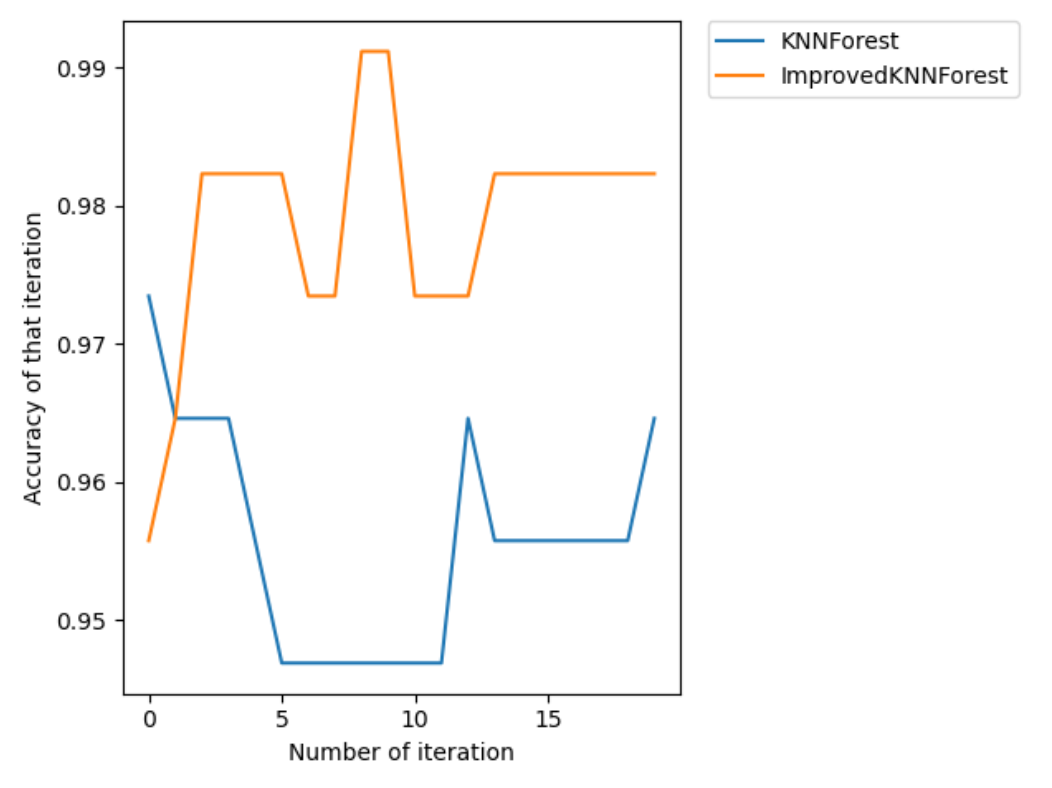 KNNForest
ImprovedKNNForest
0.99
0.98
0.97
0.96
0.95
Accuracy of that iteration
0
5
10
15
Number of iteration